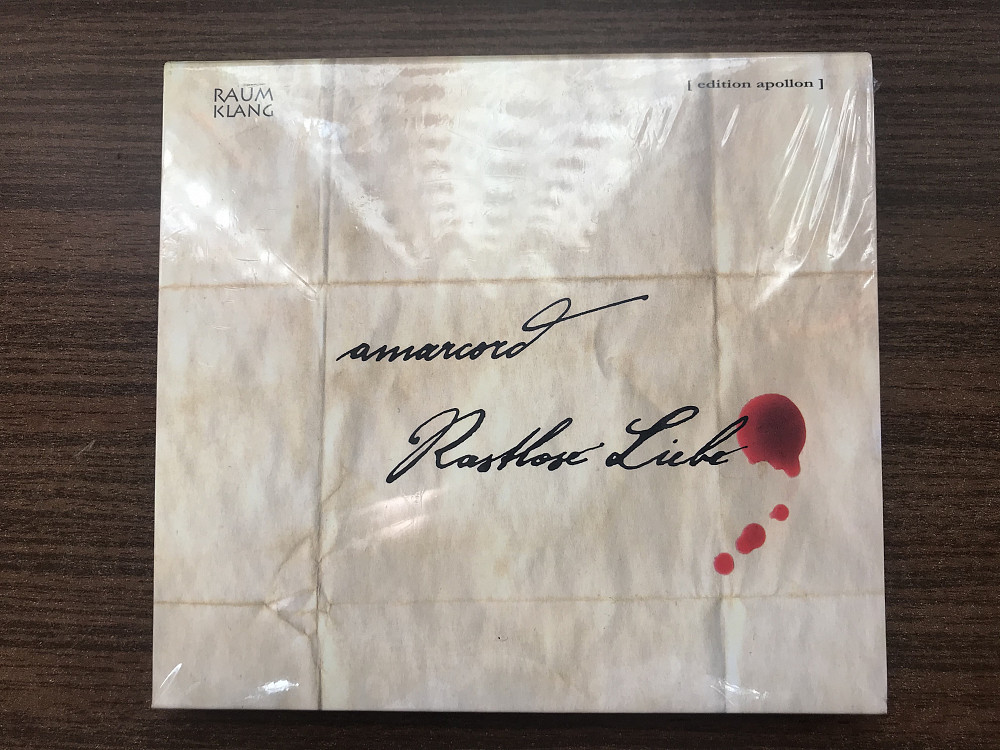 RAUM
KLANG
[ edition apollon ]
amarcord
Rastlose Liebe